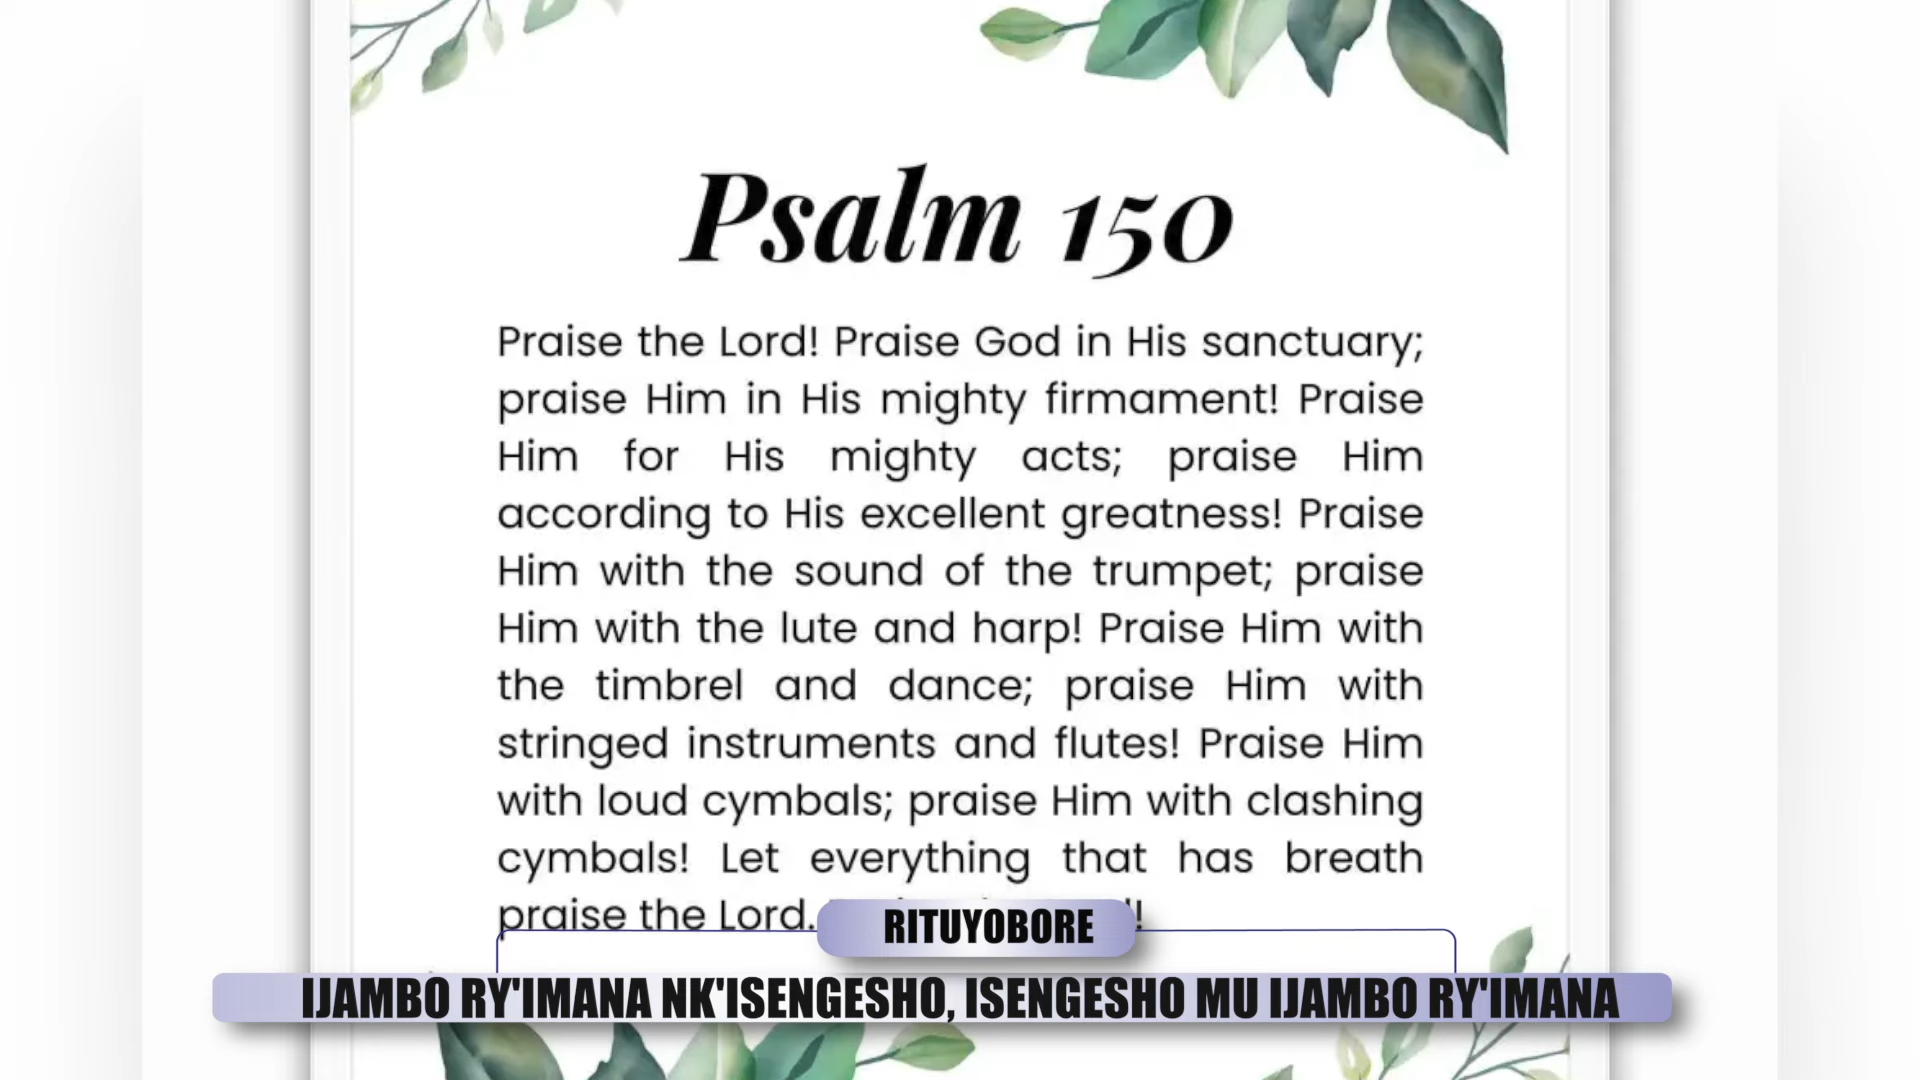 Psalm 150
Praise the Lord! Praise God in His sanctuary;
praise Him in His mighty firmament! Praise
Him for His mighty acts; praise Him
according to His excellent greatness! Praise
Him with the sound of the trumpet; praise
Him with the lute and harp! Praise Him with
the timbrel and dance; praise Him with
stringed instruments and flutes! Praise Him
with loud cymbals; praise Him with clashing
cymbals! Let everything that has breath
praise the Lord.
RITUYOBORE
IJAMBO RY'IMANA NK'ISENGESHO, ISENGESHO MU IJAMBO RY'IMANA